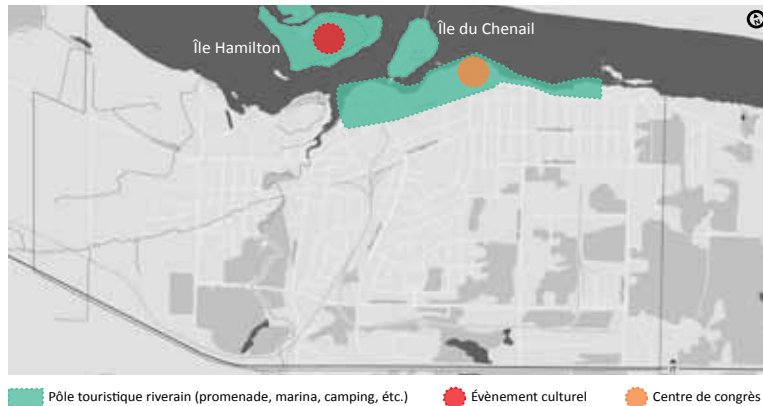 Île du Chenail
Île Hamilton
Pôle touristique riverain (promenade, marina, camping, étc.)
Évènement culturel
Centre de congrès